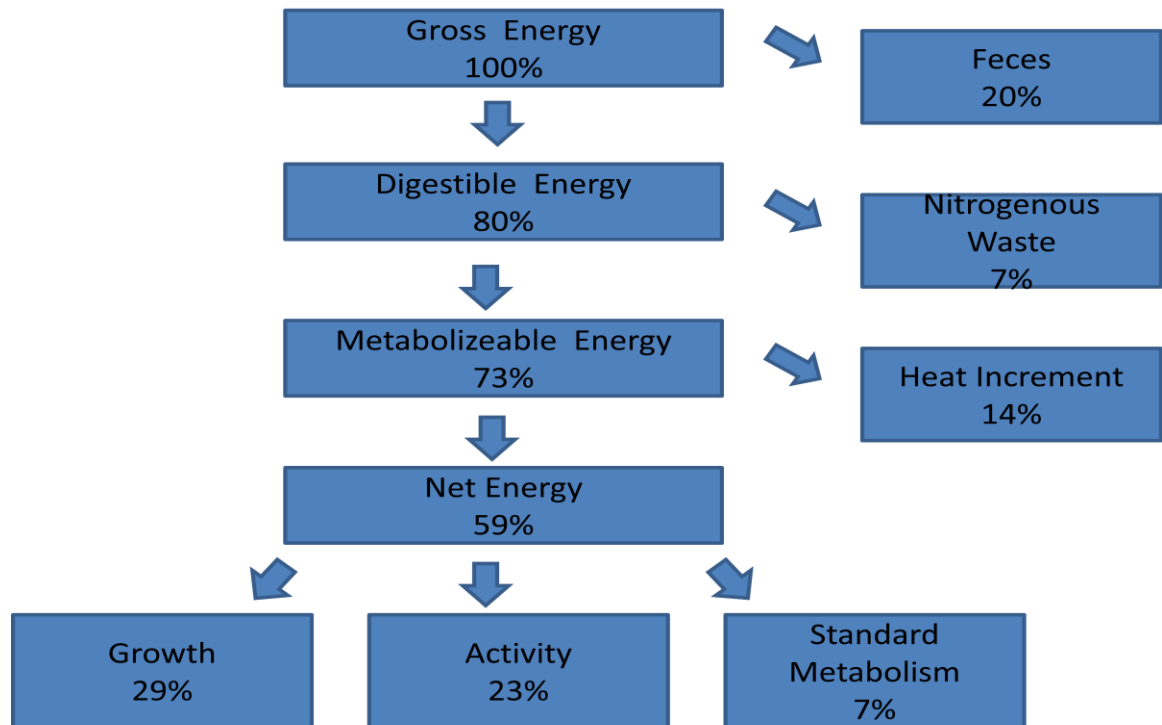 Gross Energy
100%
Feces
20%
Digestible Energy
80%
Nitrogenous
Waste
7%
Metabolizeable Energy
73%
Heat Increment
14%
Net Energy
59%
Growth
29%
Activity
23%
Standard
Metabolism
7%